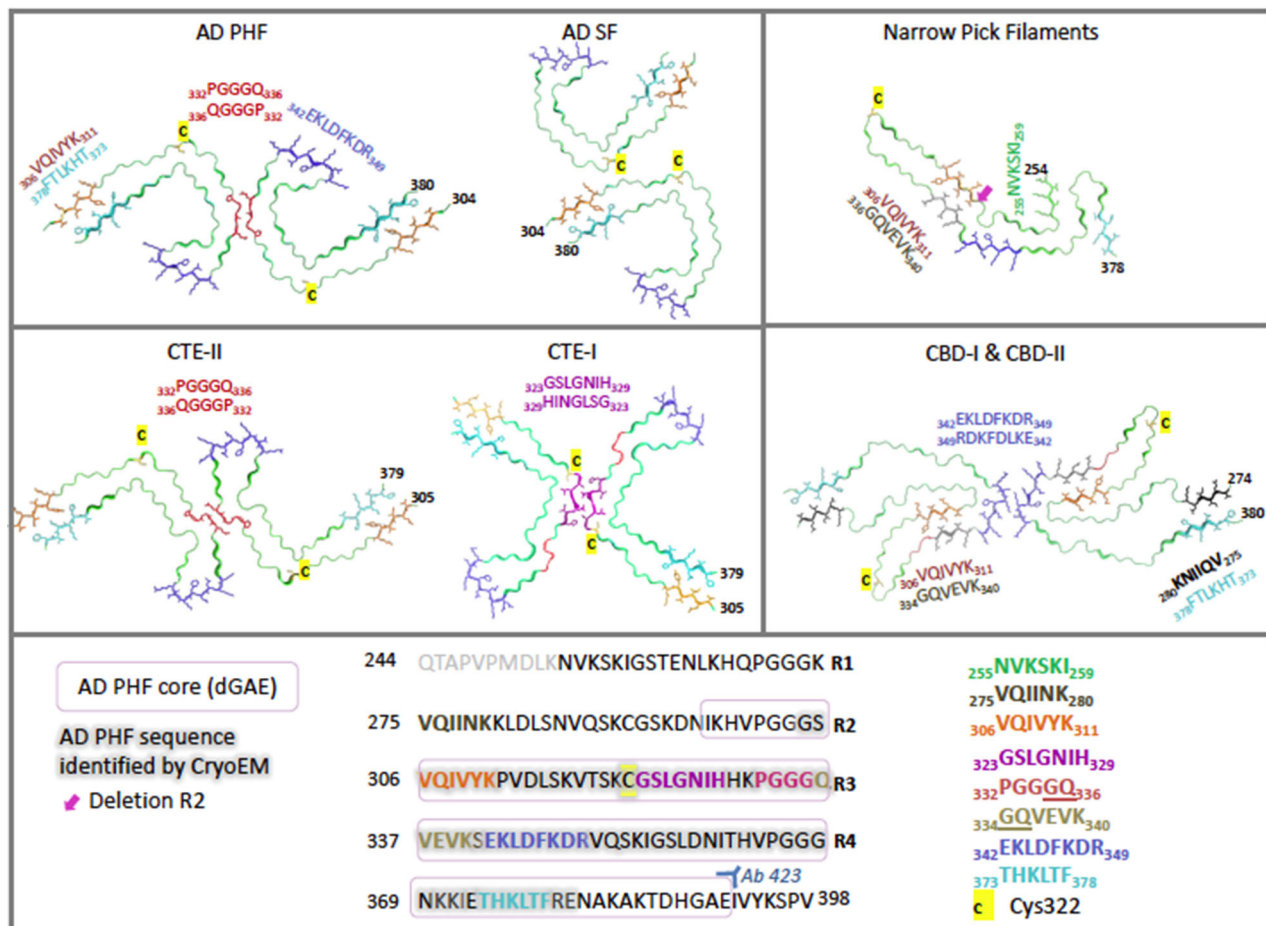 AD PHF
332PGGGQ336
336QGGGP332
342EKLDFKDR349
306VQIVYK311
378FTLKHT373
C
380
304
C
AD SF
C
C
304
380
Narrow Pick Filaments
C
255NVKSKI259
254
306VQIVYK311
336GQVEVK340
378
CTE-II
332PGGGQ336
336QGGGP332
C
379
305
C
CTE-I
323GSLGNIH329
329HINGLSG323
C
C
379
305
CBD-I & CBD-II
342EKLDFKDR349
349RDKFDLKE342
C
274
380
C
306VQIVYK311
334GQVEVK340
280KNIIQV275
378FTLKHT373
AD PHF core (dGAE)
AD PHF sequence
identified by CryoEM
Deletion R2
244 QTAPVPMDLKNVKSKIGSTENLKHQPGGGK R1
275 VQIINKKLDLSNVQSKCGSKDNIKHVPGGGS R2
306 VQIVYKPVDLSKVTSKCGSLGNIHHKPGGGQ R3
337 VEVKSEKLDFKDRVQSKIGSLDNITHVPGGG R4
Ab 423
369 NKKIETHKLTFRENAKAKTDHGAEIVYKSPV 398
255NVKSKI259
275VQIINK280
306VQIVYK311
323GSLGNIH329
332PGGGQ336
334GQVEVK340
342EKLDFKDR349
373THKLTF378
C Cys322